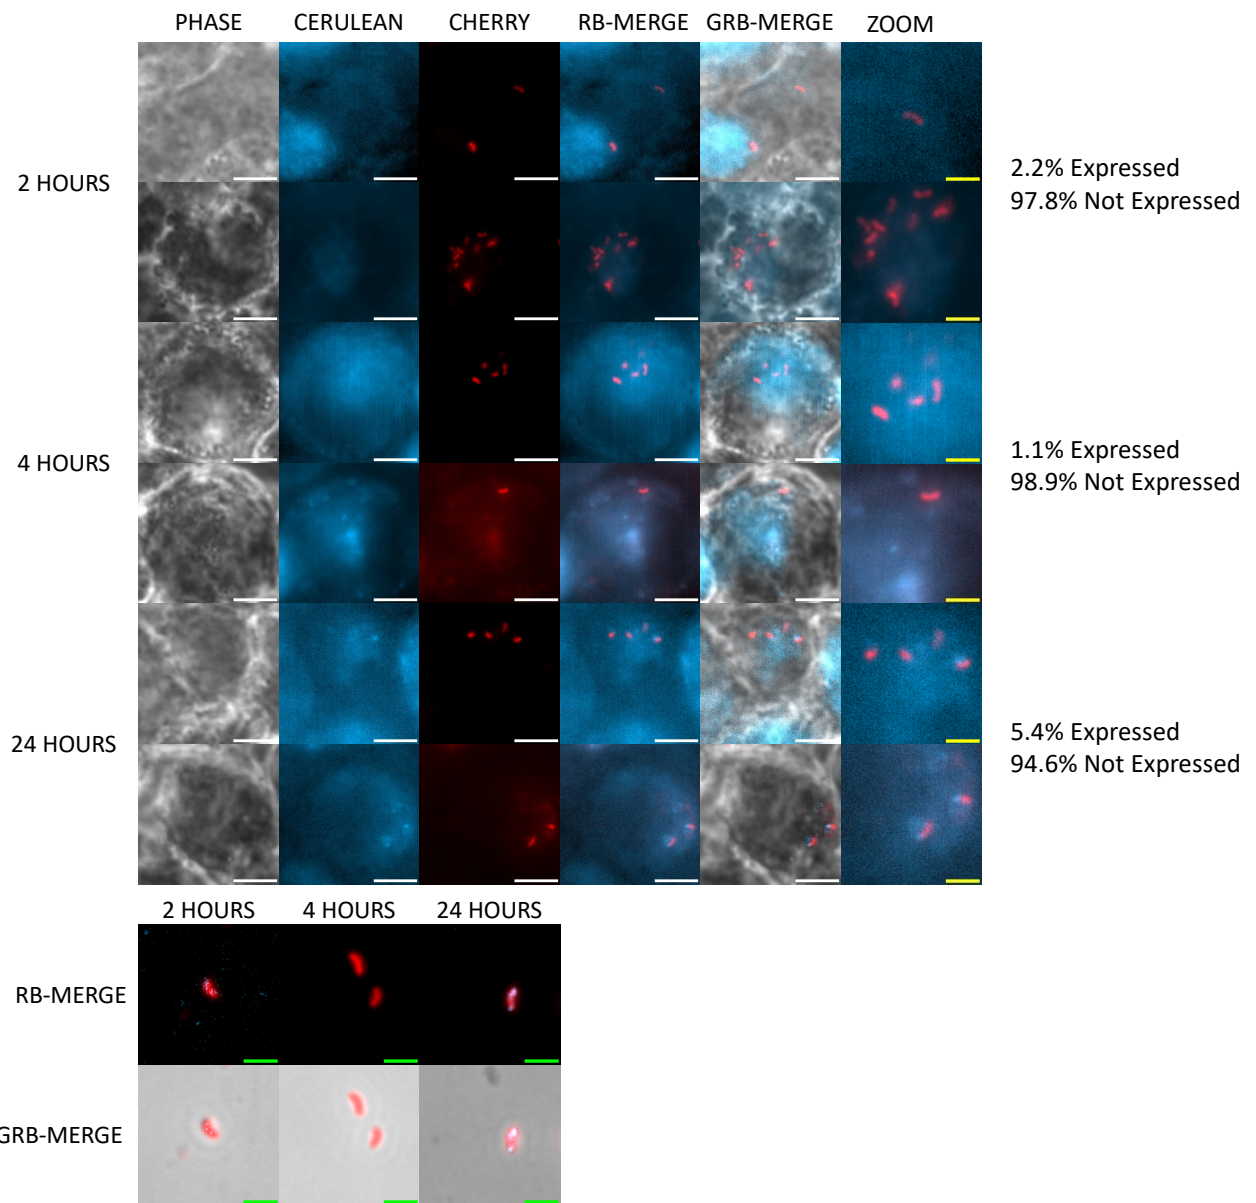 PHASE CERULEAN CHERRY RB-MERGE GRB-MERGE ZOOM
2 HOURS
2.2% Expressed
97.8% Not Expressed
4 HOURS
1.1% Expressed
98.9% Not Expressed
24 HOURS
5.4% Expressed
94.6% Not Expressed
2 HOURS 4 HOURS 24 HOURS
RB-MERGE
GRB-MERGE